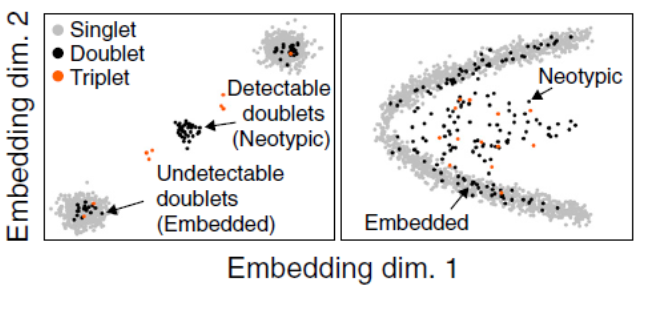 Embedding dim. 2
Singlet
Doublet
Triplet
Detectable
doublets
(Neotypic)
Undetectable
doublets
(Embedded)
Neotypic
Embedded
Embedding dim. 1